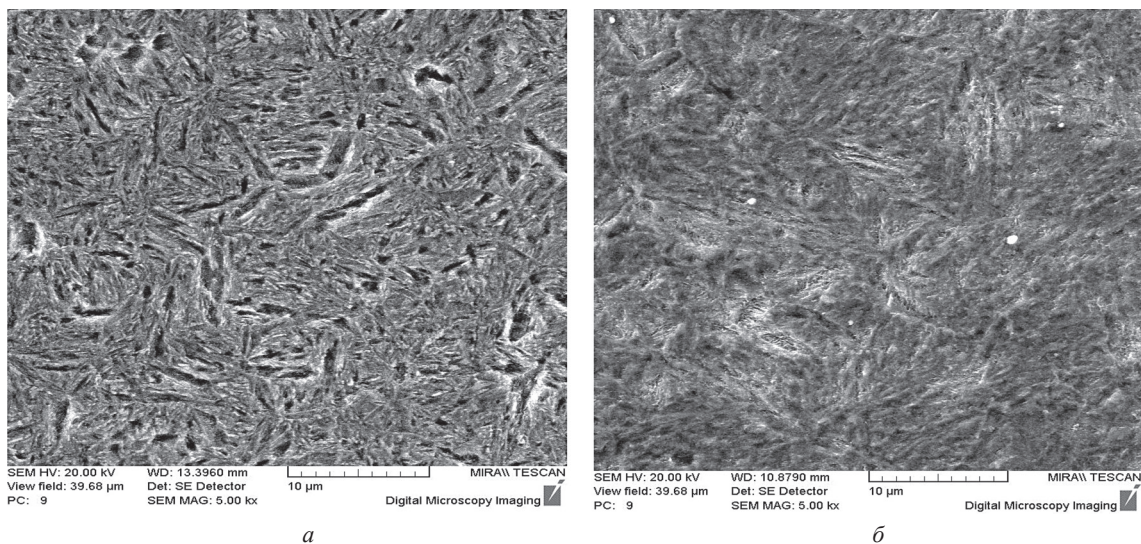 SEM HV: 20.00 kV WD: 13.3960 mm
View field: 39.68 µm Det: SE Detector 10 µm
PC: 9 SEM MAG: 5.00 kx
MIRA\\ TESCAN
Digital Microscopy Imaging
а
SEM HV: 20.00 kV WD: 10.8790 mm
View field: 39.68 µm Det: SE Detector 10 µm
PC: 9 SEM MAG: 5.00 kx
MIRA\\ TESCAN
Digital Microscopy Imaging
б